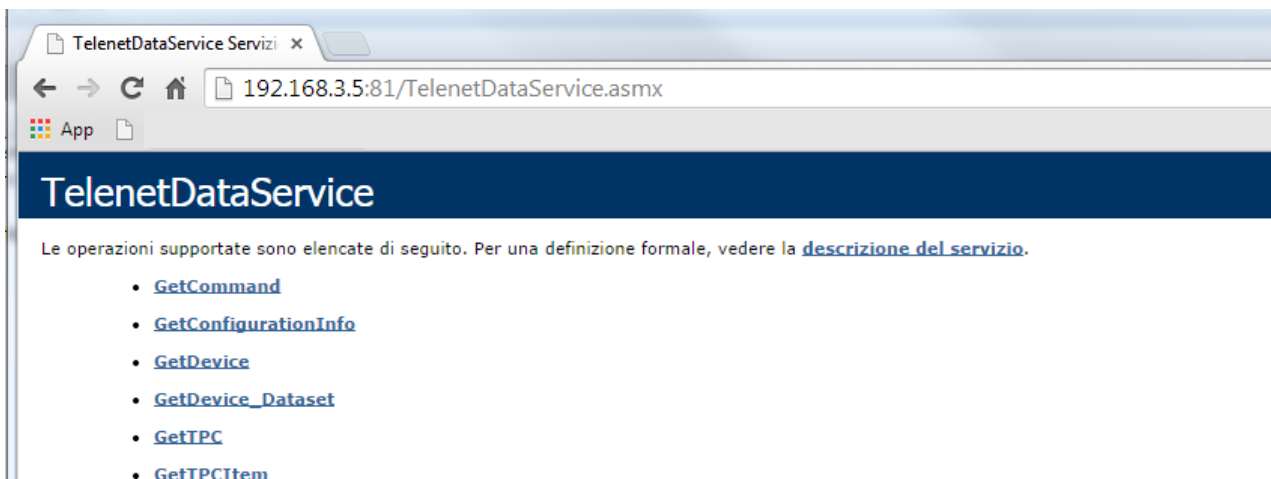 TelenetDataService Servizi
192.168.3.5:81/TelenetDataService.asmx
App
TelenetDataService
Le operazioni supportate sono elencate di seguito. Per una definizione formale, vedere la descrizione del servizio.
GetCommand
GetConfigurationInfo
GetDevice
GetDevice_Dataset
GetTPC
GetTPCItem